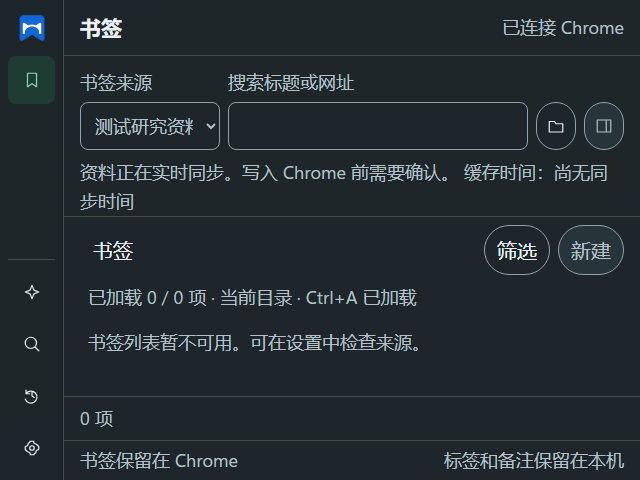 书签
已连接 Chrome
书签来源
搜索标题或网址
测试研究资料
资料正在实时同步。写入 Chrome 前需要确认。 缓存时间：尚无同
步时间
书签
筛选
新建
已加载 0 / 0 项 · 当前目录 · Ctrl+A 已加载
书签列表暂不可用。可在设置中检查来源。
0 项
书签保留在 Chrome
标签和备注保留在本机